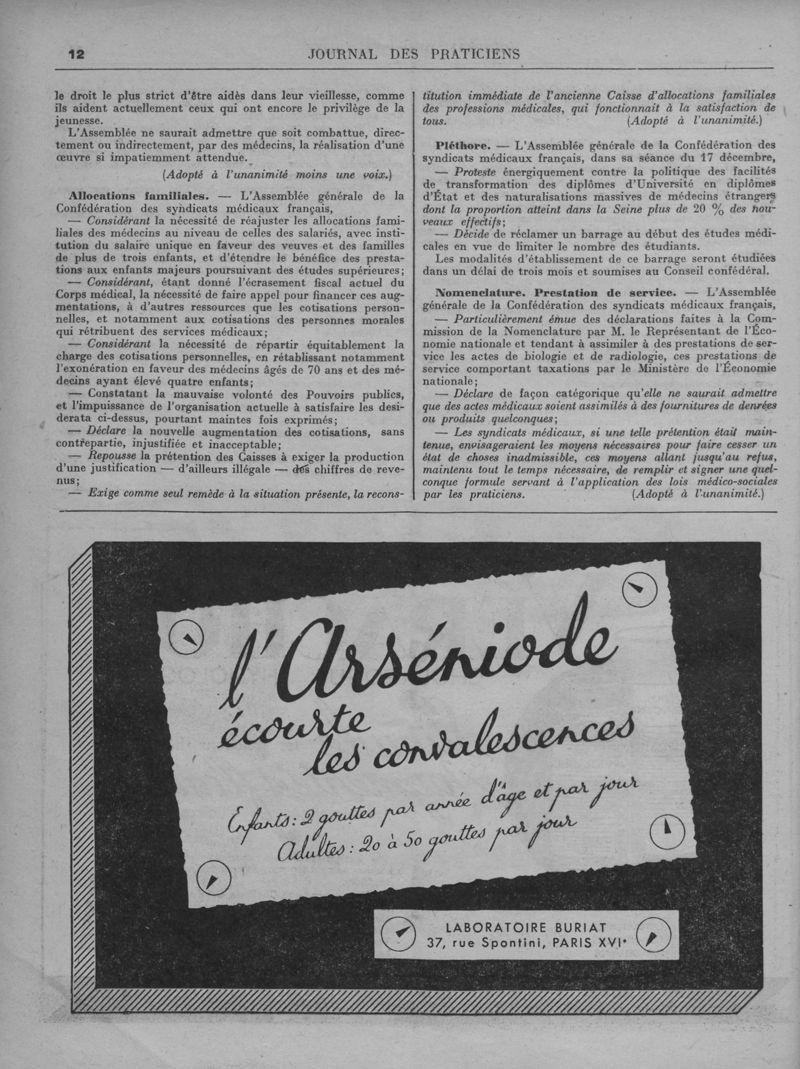 12
JOURNAL DES PRATICIENS
le droit le plus strict d'être aidés dans leur vieillesse, comme
ils aident actuellement ceux qui ont encore le privilège de la
jeunesse.
L'Assemblée ne saurait admettre que soit combattue, direc-
tement ou indirectement, par des médecins, la réalisation d'une
œuvre si impatiemment attendue.
(Adopté à l'unanimité moins une voix.)
Allocations familiales. — L'Assemblée générale de la
Confédération des syndicats médicaux français,
— Considérant la nécessité de réajuster les allocations fami-
liales des médecins au niveau de celles des salariés, avec insti-
tution du salaire unique en faveur des veuves et des familles
de plus de trois enfants, et d'étendre le bénéfice des presta-
tions aux enfants majeurs poursuivant des études supérieures;
— Considérant, étant donné l'écrasement fiscal actuel du
Corps médical, la nécessité de faire appel pour financer ces aug-
mentations, à d'autres ressources que les cotisations person-
nelles, et notamment aux cotisations des personnes morales
qui rétribuent des services médicaux;
— Considérant la nécessité de répartir équitablement la
charge des cotisations personnelles, en rétablissant notamment
l'exonération en faveur des médecins âgés de 70 ans et des mé-
decins ayant élevé quatre enfants;
— Constatant la mauvaise volonté des Pouvoirs publics,
et l'impuissance de l'organisation actuelle à satisfaire les desi-
derata ci-dessus, pourtant maintes fois exprimés;
— Déclare la nouvelle augmentation des cotisations, sans
contrepartie, injustifiée et inacceptable;
— Repousse la prétention des Caisses à exiger la production
d'une justification — d'ailleurs illégale — des chiffres de reve-
nus;
— Exige comme seul remède à la situation présente, la recons-
titution immédiate de l'ancienne Caisse d'allocations familiales
des professions médicales, qui fonctionnait à la satisfaction de
tous. (Adopté à l'unanimité.)
Pléthore. — L'Assemblée générale de la Confédération des
syndicats médicaux français, dans sa séance du 17 décembre,
— Proteste énergiquement contre la politique des facilités
de transformation des diplômes d'Université en diplômes
d'État et des naturalisations massives de médecins étrangers
dont la proportion atteint dans la Seine plus de 20 % des nou-
veaux effectifs;
— Décide de réclamer un barrage au début des études médi-
cales en vue de limiter le nombre des étudiants.
Les modalités d'établissement de ce barrage seront étudiées
dans un délai de trois mois et soumises au Conseil confédéral.
Nomenclature. Prestation de service. — L'Assemblée
générale de la Confédération des syndicats médicaux français,
— Particulièrement émue des déclarations faites à la Com-
mission de la Nomenclature par M. le Représentant de l'Éco-
nomie nationale et tendant à assimiler à des prestations de ser-
vice les actes de biologie et de radiologie, ces prestations de
service comportant taxations par le Ministère de l'Économie
nationale;
— Déclare de façon catégorique qu'elle ne saurait admettre
que des actes médicaux soient assimilés à des fournitures de denrées
ou produits quelconques;
— Les syndicats médicaux, si une telle prétention était main-
tenue, envisageraient les moyens nécessaires pour faire cesser un
état de choses inadmissible, ces moyens allant jusqu'au refus,
maintenu tout le temps nécessaire, de remplir et signer une quel-
conque formule servant à l'application des lois médico-sociales
par les praticiens. (Adopté à l'unanimité.)
l'Arséniode
écourte
les convalescences
Enfants : 2 gouttes par année d'âge et par jour
Adultes : 20 à 50 gouttes par jour
LABORATOIRE BURIAT
37, rue Spontini, PARIS XVIe